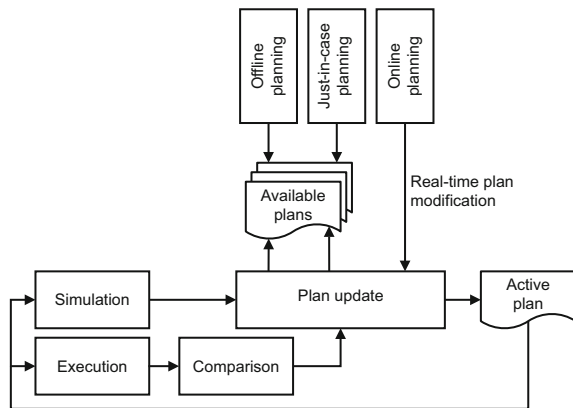 Offline
planning
Just-in-case
planning
Online
planning
Real-time plan
modification
Available
plans
Simulation
Plan update
Active
plan
Execution
Comparison